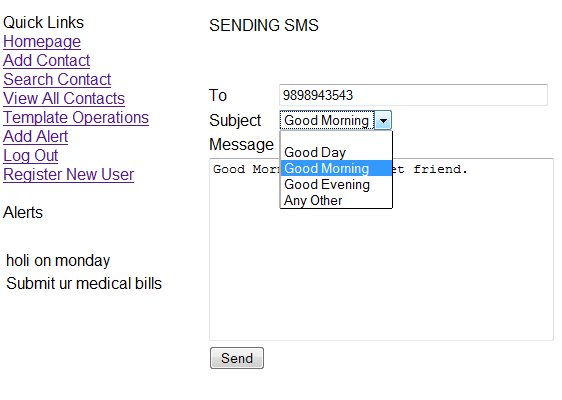 Quick Links
Homepage
Add Contact
Search Contact
View All Contacts
Template Operations
Add Alert
Log Out
Register New User
Alerts
holi on monday
Submit ur medical bills
SENDING SMS
To 9898943543
Subject Good Morning
Message
Good Day
Good Morning
Good Evening
Any Other
Good Mor et friend.
Send